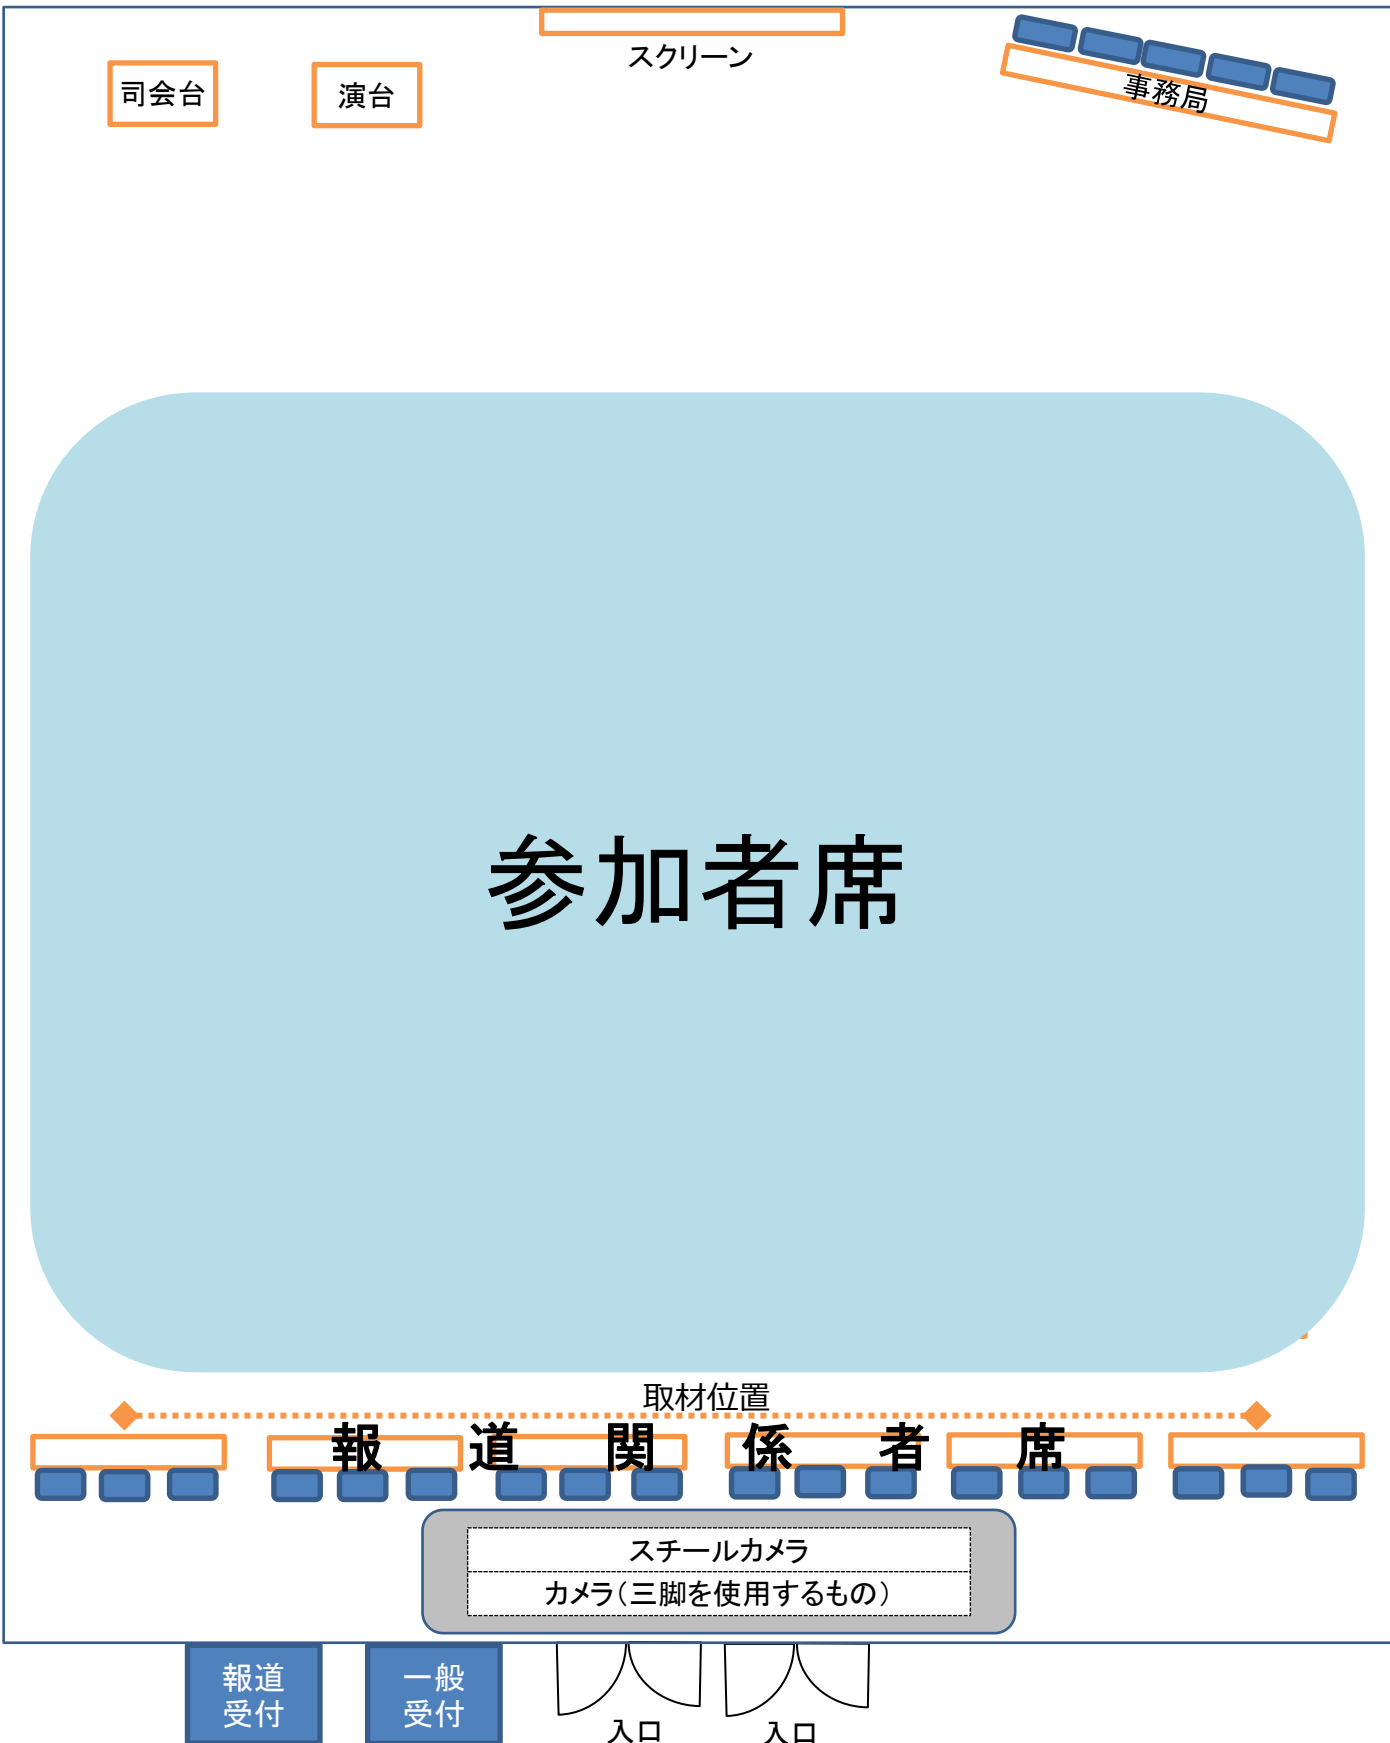 スクリーン
司会台
演台
事務局
参加者席
取材位置
報道関係者席
スチールカメラ
カメラ（三脚を使用するもの）
報道
受付
一般
受付
入口
入口